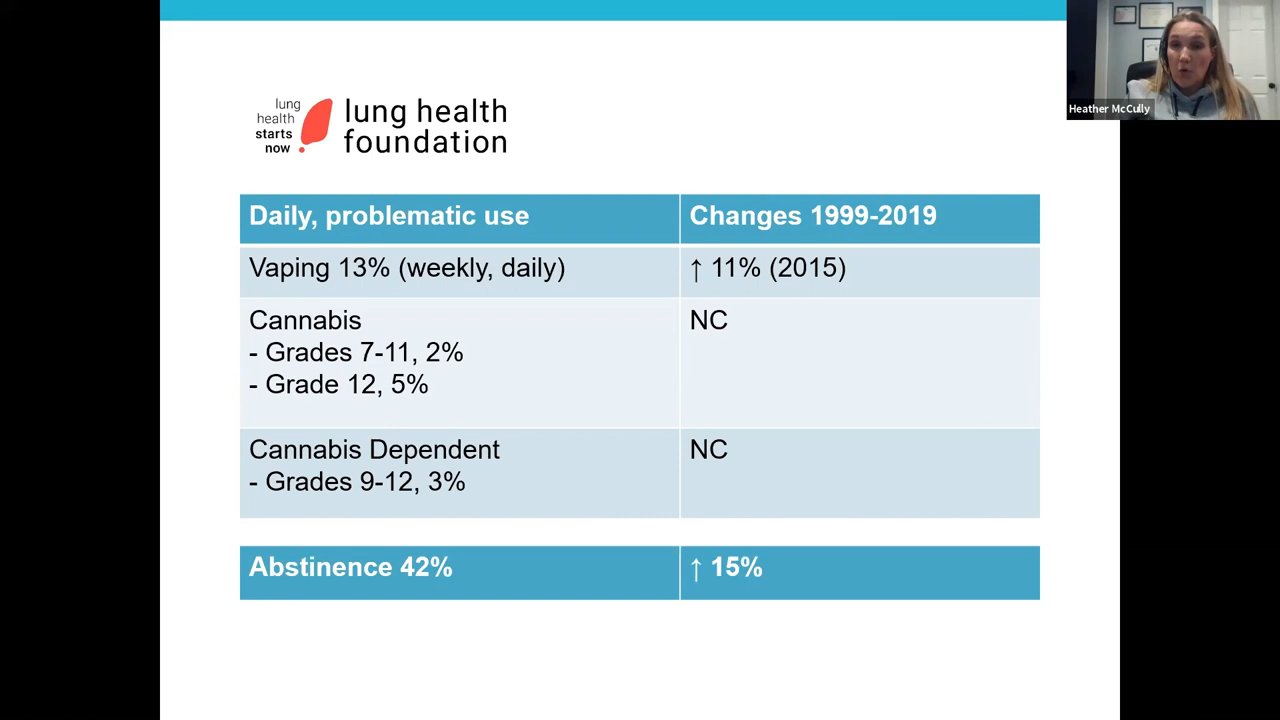 Heather McCully
lung
health
starts
now
lung health
foundation
Daily, problematic use
Changes 1999-2019
Vaping 13% (weekly, daily)
↑ 11% (2015)
Cannabis
- Grades 7-11, 2%
- Grade 12, 5%
NC
Cannabis Dependent
- Grades 9-12, 3%
NC
Abstinence 42%
↑ 15%